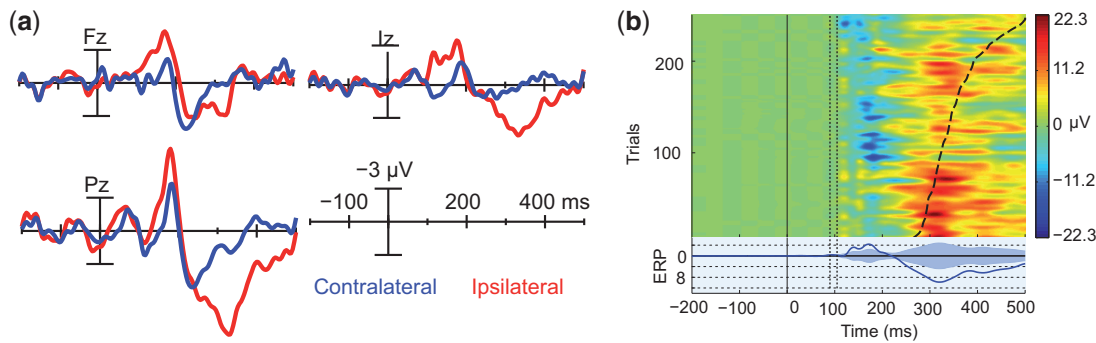 (a)
Fz
Iz
Pz
−3 µV
−100 200 400 ms
Contralateral Ipsilateral
(b)
200
100
Trials
22.3
11.2
0 µV
−11.2
−22.3
ERP
0
8
−200 −100 0 100 200 300 400 500
Time (ms)